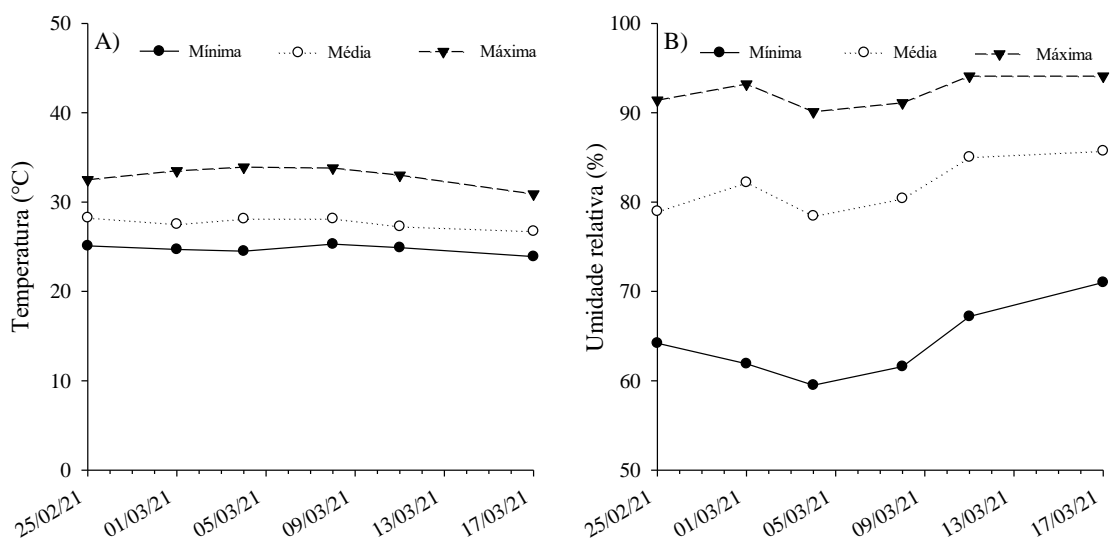 A)
Mínima
Média
Máxima
Temperatura (°C)
50
40
30
20
10
0
25/02/21
01/03/21
05/03/21
09/03/21
13/03/21
17/03/21
B)
Mínima
Média
Máxima
Umidade relativa (%)
100
90
80
70
60
50
25/02/21
01/03/21
05/03/21
09/03/21
13/03/21
17/03/21